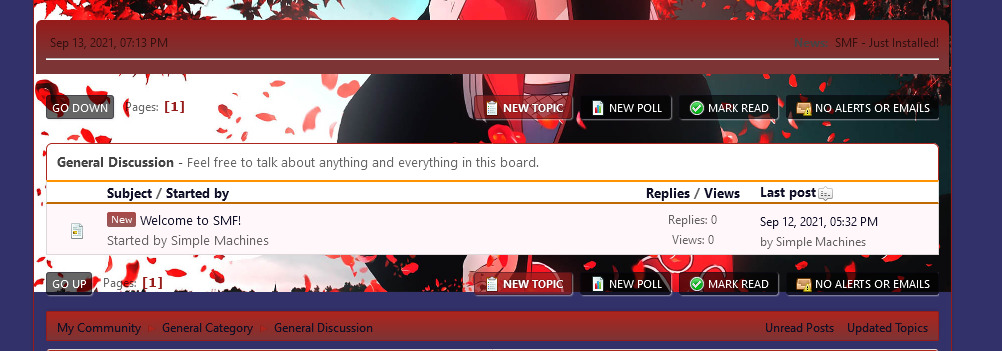 Sep 13, 2021, 07:13 PM News: SMF - Just Installed!
GO DOWN Pages: [1] NEW TOPIC NEW POLL MARK READ NO ALERTS OR EMAILS
General Discussion - Feel free to talk about anything and everything in this board.
Subject / Started by Replies / Views Last post
New Welcome to SMF! Replies: 0 Sep 12, 2021, 05:32 PM
Started by Simple Machines Views: 0 by Simple Machines
GO UP Pages: [1] NEW TOPIC NEW POLL MARK READ NO ALERTS OR EMAILS
My Community General Category General Discussion Unread Posts Updated Topics